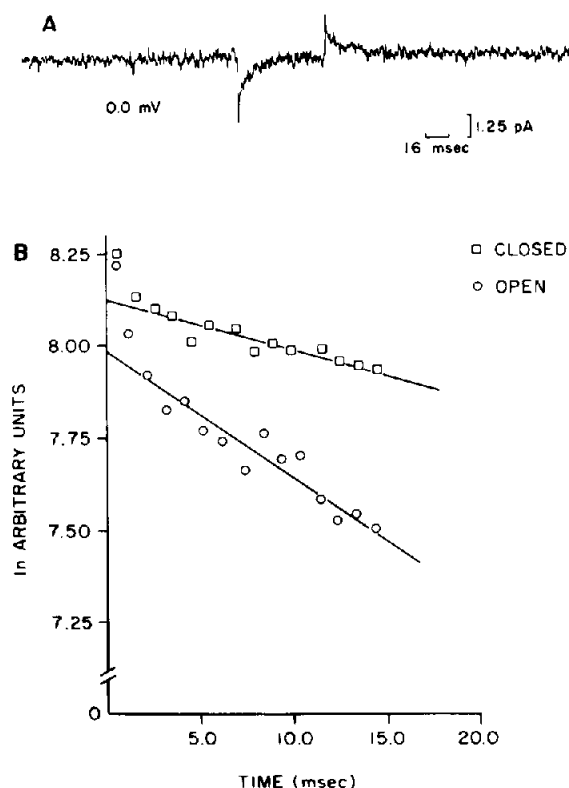 A
0.0 mV
1.25 pA
16 msec
B
8.25
8.00
7.75
7.50
7.25
0
5.0
10.0
15.0
20.0
CLOSED
OPEN
ln ARBITRARY UNITS
TIME (msec)